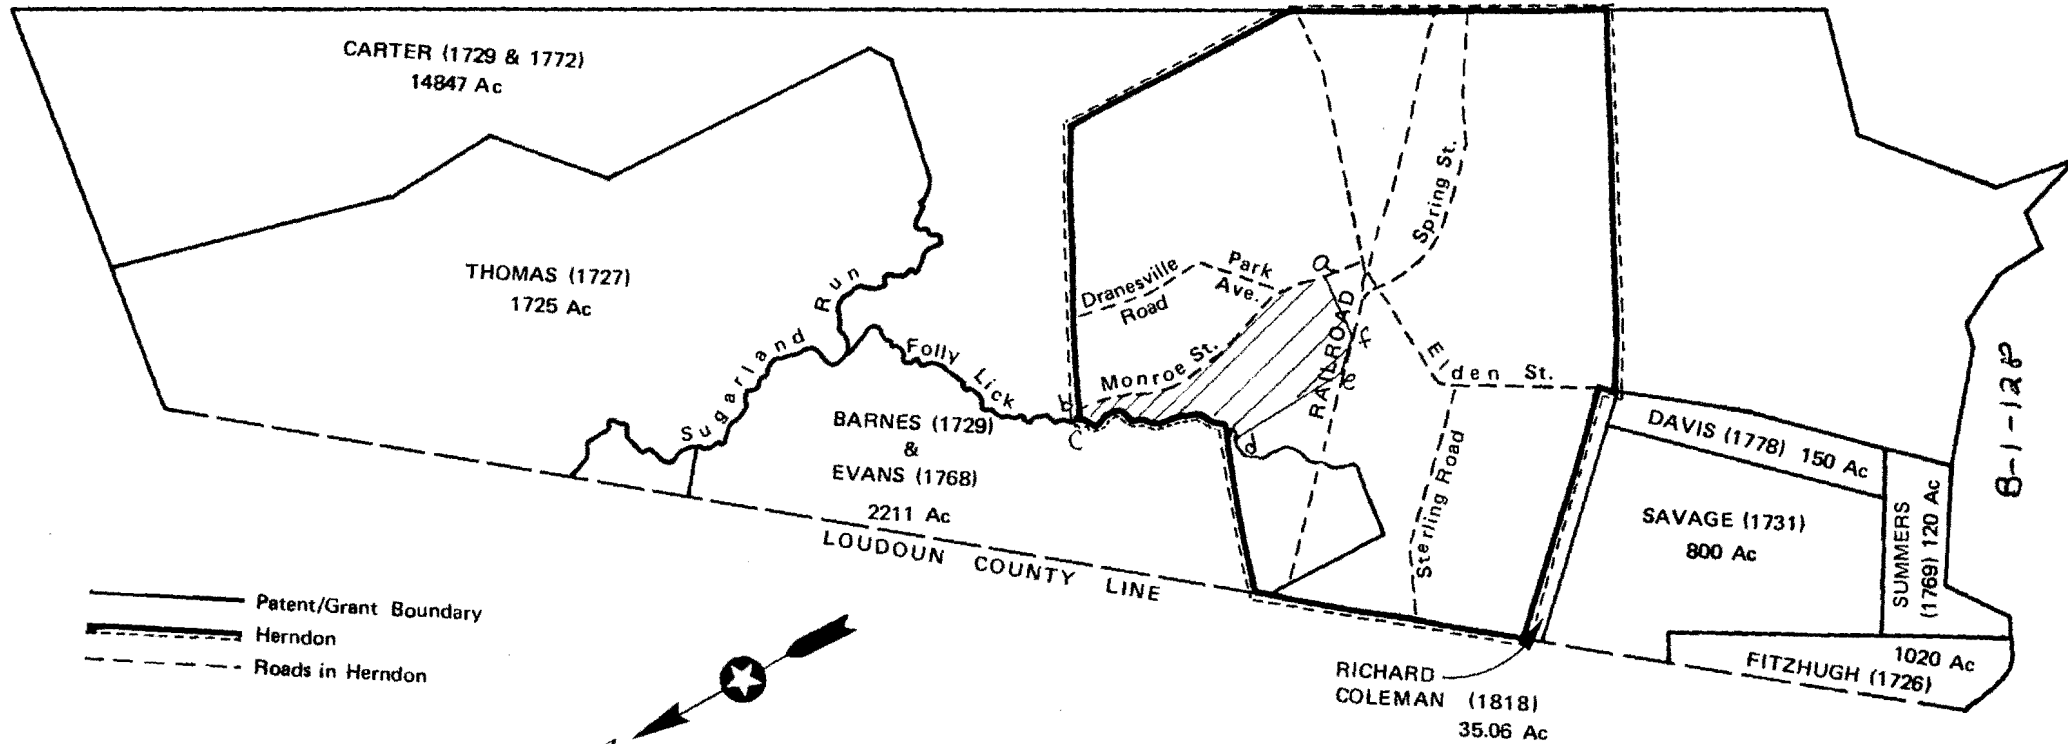 CARTER (1729 & 1772)
14847 Ac
THOMAS (1727)
1725 Ac
Sugarland Run
Folly Lick
BARNES (1729)
&
EVANS (1768)
2211 Ac
LOUDOUN COUNTY LINE
Dranesville
Road
Park
Ave.
Monroe St.
RAILROAD
Spring St.
Elden St.
Sterling Road
a
b
c
d
e
f
DAVIS (1778) 150 Ac
SAVAGE (1731)
800 Ac
SUMMERS
(1769) 120 Ac
1020 Ac
FITZHUGH (1726)
RICHARD
COLEMAN (1818)
35.06 Ac
Patent/Grant Boundary
Herndon
Roads in Herndon